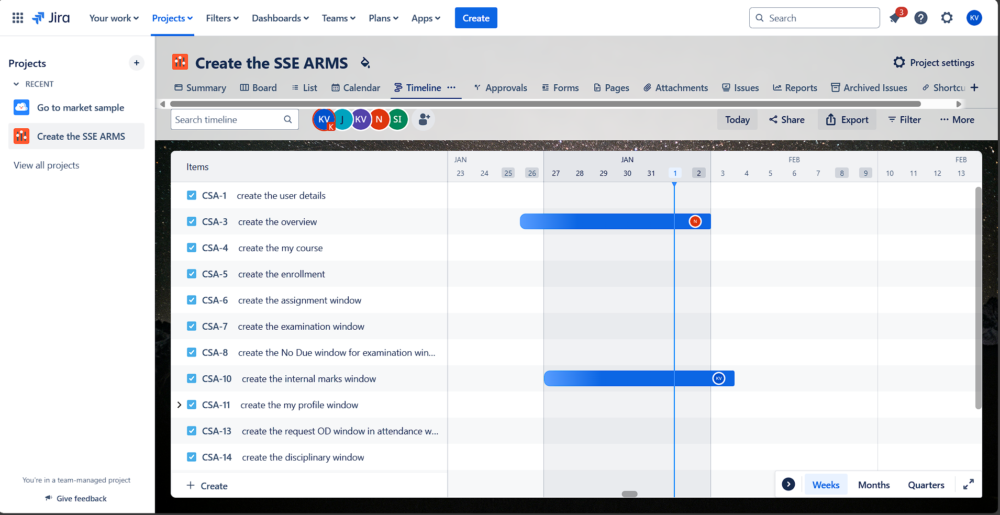 Jira
Your work
Projects
Filters
Dashboards
Teams
Plans
Apps
Create
Search
3
KV
Projects
RECENT
Go to market sample
Create the SSE ARMS
View all projects
You're in a team-managed project
Give feedback
Create the SSE ARMS
Project settings
Summary
Board
List
Calendar
Timeline
Approvals
Forms
Pages
Attachments
Issues
Reports
Archived Issues
Shortcu
Search timeline
KV K J KV N SI
Today
Share
Export
Filter
More
Items
JAN JAN FEB FEB
23 24 25 26 27 28 29 30 31 1 2 3 4 5 6 7 8 9 10 11 12 13
CSA-1 create the user details
CSA-3 create the overview
N
CSA-4 create the my course
CSA-5 create the enrollment
CSA-6 create the assignment window
CSA-7 create the examination window
CSA-8 create the No Due window for examination win...
CSA-10 create the internal marks window
KV
CSA-11 create the my profile window
CSA-13 create the request OD window in attendance w...
CSA-14 create the disciplinary window
+ Create
Weeks
Months
Quarters